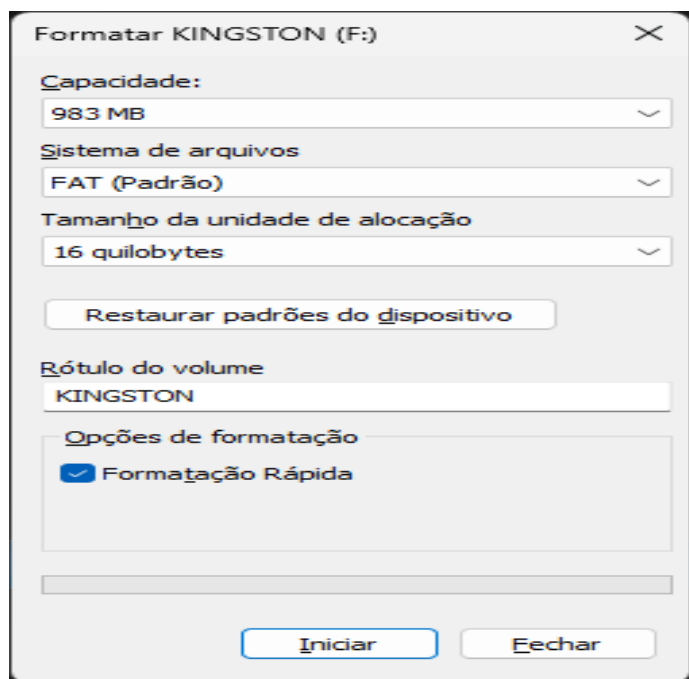 Formatar KINGSTON (F:)
Capacidade:
983 MB
Sistema de arquivos
FAT (Padrão)
Tamanho da unidade de alocação
16 quilobytes
Restaurar padrões do dispositivo
Rótulo do volume
KINGSTON
Opções de formatação
Formatação Rápida
Iniciar
Fechar